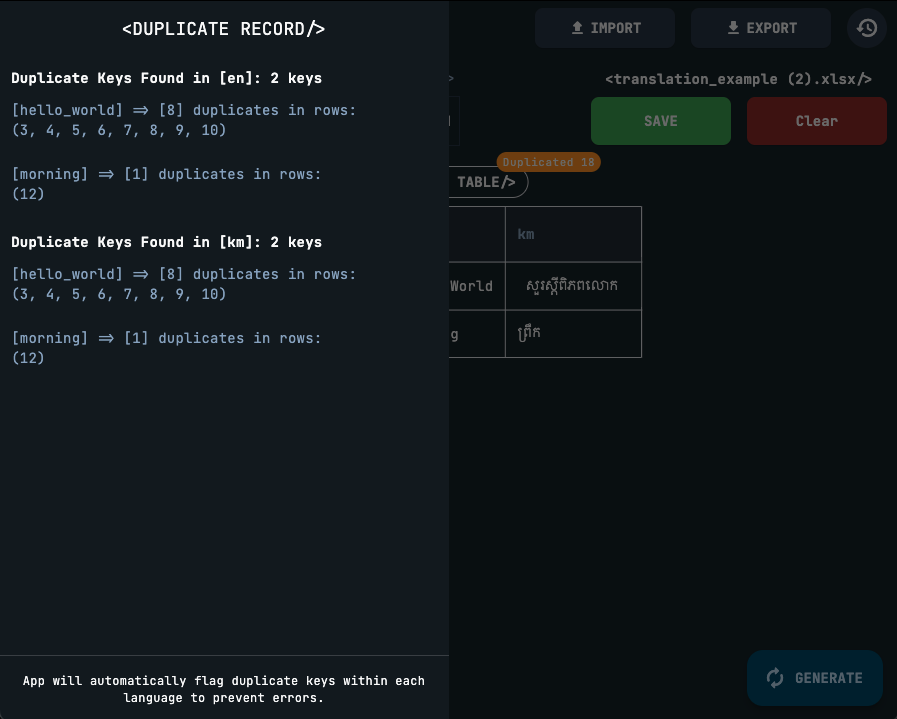 <DUPLICATE RECORD/>
Duplicate Keys Found in [en]: 2 keys
[hello_world] => [8] duplicates in rows:
(3, 4, 5, 6, 7, 8, 9, 10)
[morning] => [1] duplicates in rows:
(12)
Duplicate Keys Found in [km]: 2 keys
[hello_world] => [8] duplicates in rows:
(3, 4, 5, 6, 7, 8, 9, 10)
[morning] => [1] duplicates in rows:
(12)
App will automatically flag duplicate keys within each
language to prevent errors.
IMPORT
EXPORT
<translation_example (2).xlsx/>
SAVE
Clear
Duplicated 18
TABLE/>
km
World
សួរស្ដីពិភពលោក
g
ព្រឹក
GENERATE